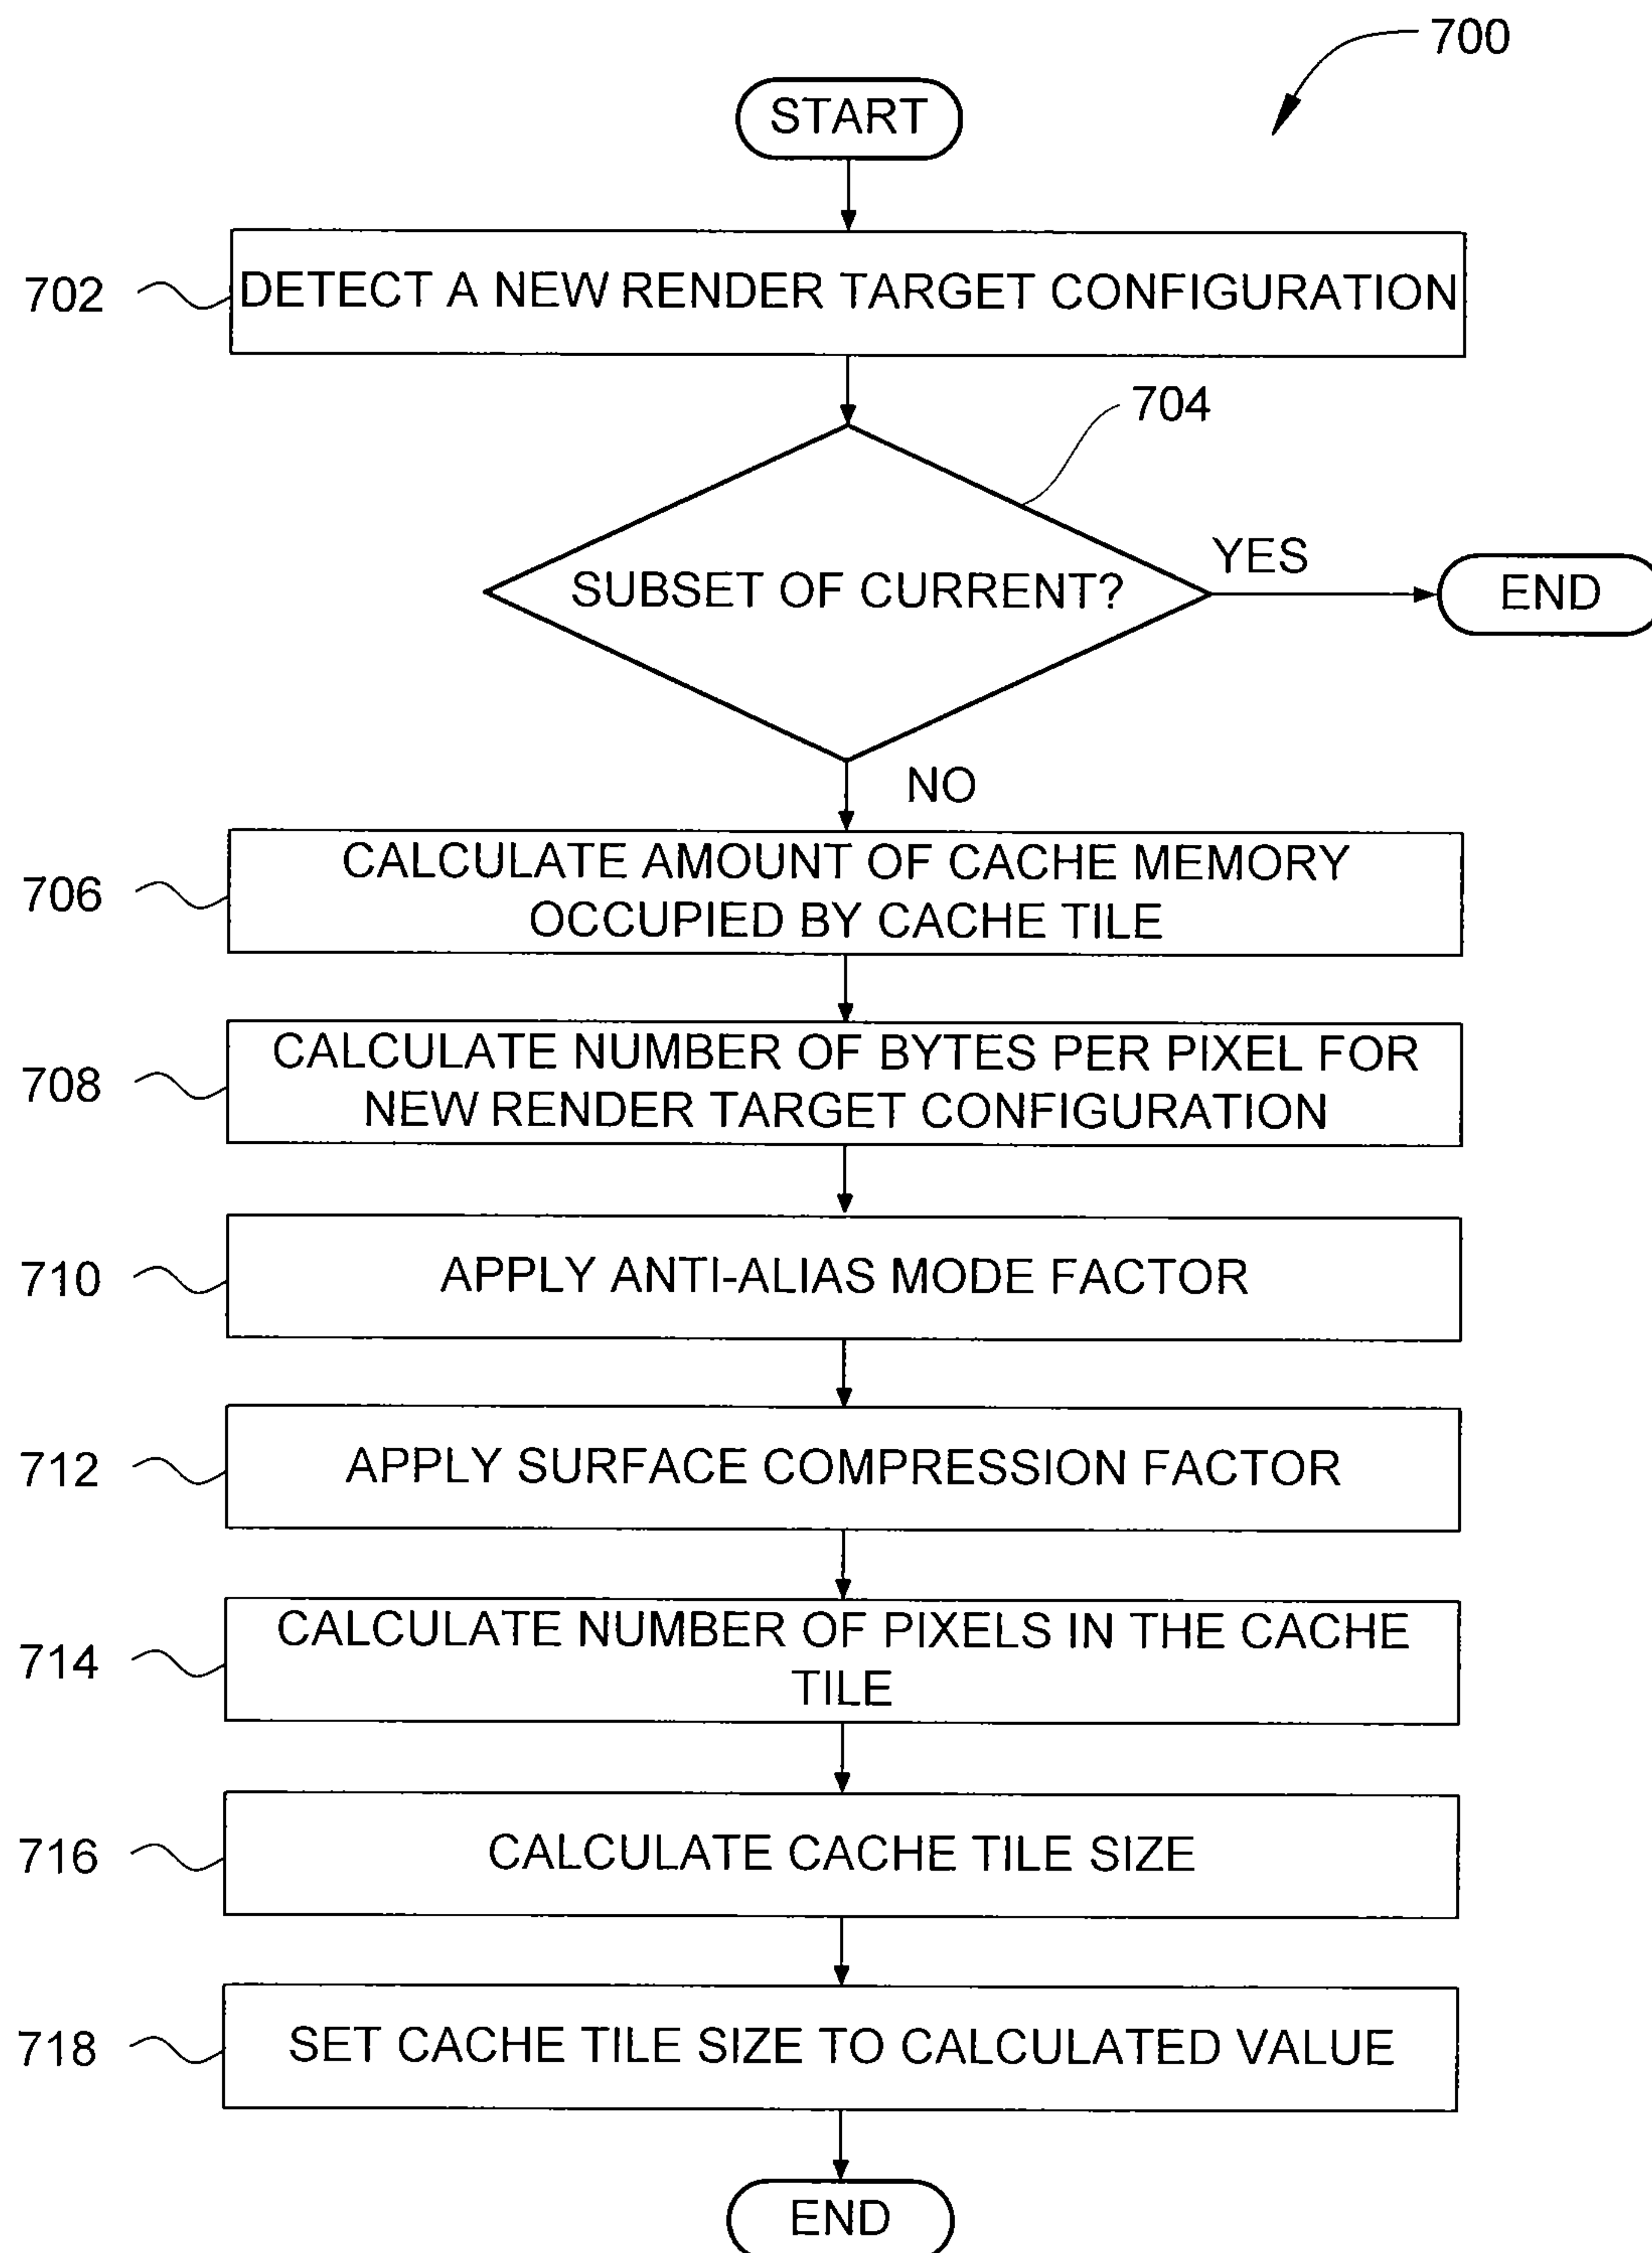 700
START
702
DETECT A NEW RENDER TARGET CONFIGURATION
704
SUBSET OF CURRENT?
YES
END
NO
706
CALCULATE AMOUNT OF CACHE MEMORY
OCCUPIED BY CACHE TILE
708
CALCULATE NUMBER OF BYTES PER PIXEL FOR
NEW RENDER TARGET CONFIGURATION
710
APPLY ANTI-ALIAS MODE FACTOR
712
APPLY SURFACE COMPRESSION FACTOR
714
CALCULATE NUMBER OF PIXELS IN THE CACHE
TILE
716
CALCULATE CACHE TILE SIZE
718
SET CACHE TILE SIZE TO CALCULATED VALUE
END